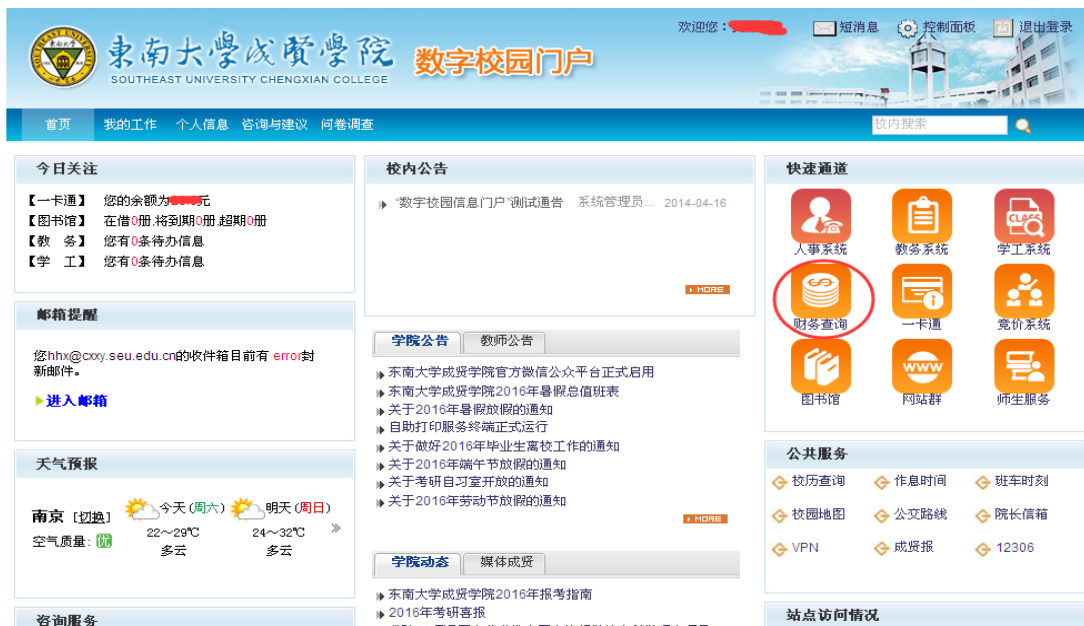 東南大學成賢學院
SOUTHEAST UNIVERSITY CHENGXIAN COLLEGE
数字校园门户
欢迎您：
短消息 控制面板 退出登录
首页 我的工作 个人信息 咨询与建议 问卷调查
校内搜索
今日关注
【一卡通】 您的余额为 元
【图书馆】 在借0册,将到期0册,超期0册
【教 务】 您有0条待办信息
【学 工】 您有0条待办信息
邮箱提醒
您hhx@cxxy.seu.edu.cn的收件箱目前有 error封
新邮件。
进入邮箱
天气预报
南京 [切换]
空气质量: 优
今天 (周六)
22～29℃
多云
明天 (周日)
24～32℃
多云
咨询服务
校内公告
“数字校园信息门户”测试通告 系统管理员... 2014-04-16
MORE
学院公告 教师公告
东南大学成贤学院官方微信公众平台正式启用
东南大学成贤学院2016年暑假总值班表
关于2016年暑假放假的通知
自助打印服务终端正式运行
关于做好2016年毕业生离校工作的通知
关于2016年端午节放假的通知
关于考研自习室开放的通知
关于2016年劳动节放假的通知
MORE
学院动态 媒体成贤
东南大学成贤学院2016年报考指南
2016年考研喜报
快速通道
人事系统 教务系统 学工系统
CLASS
财务查询 一卡通 竞价系统
WWW
图书馆 网站群 师生服务
公共服务
校历查询 作息时间 班车时刻
校园地图 公交路线 院长信箱
VPN 成贤报 12306
站点访问情况